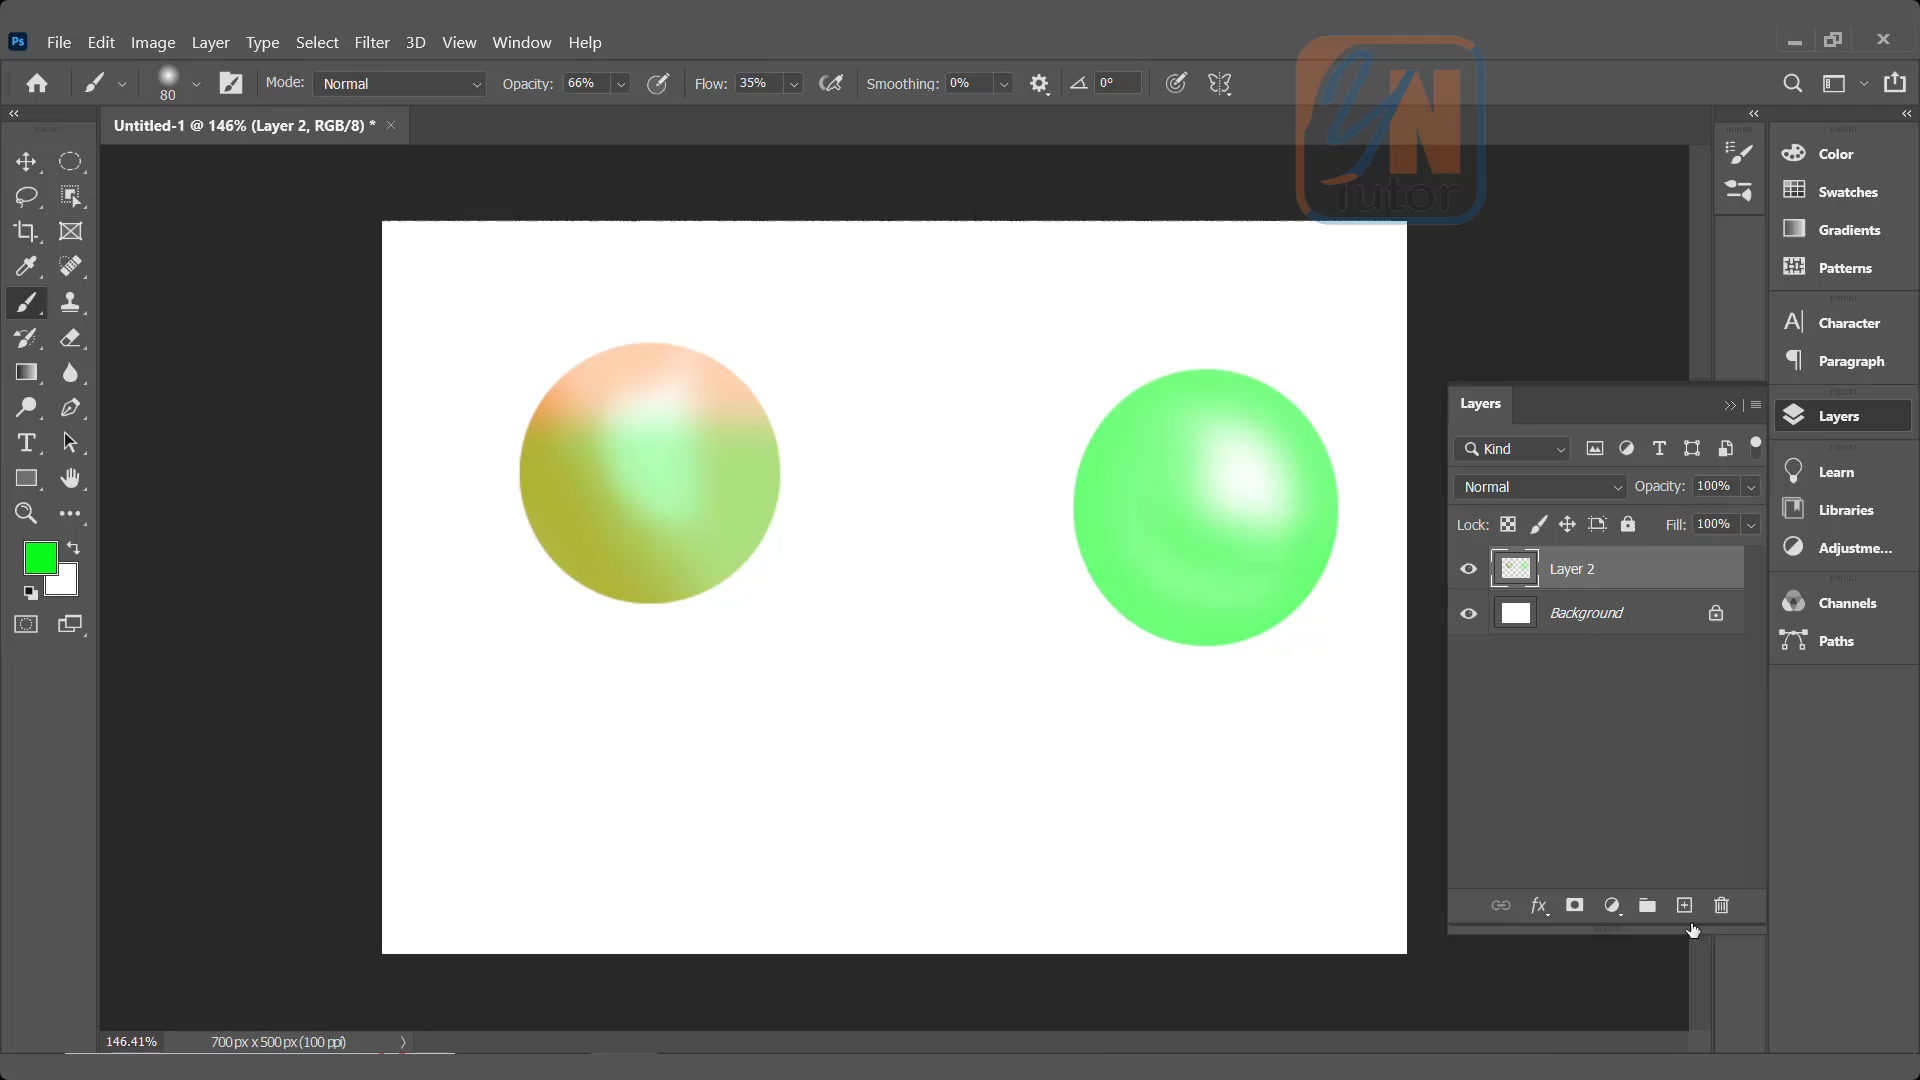 Ps File Edit Image Layer Type Select Filter 3D View Window Help
80 Mode: Normal Opacity: 66% Flow: 35% Smoothing: 0% 0°
YN
Tutor
Untitled-1 @ 146% (Layer 2, RGB/8) *
Color
Swatches
Gradients
Patterns
Character
Paragraph
Layers
Learn
Libraries
Adjustme...
Channels
Paths
Layers
Kind
Normal Opacity: 100%
Lock: Fill: 100%
Layer 2
Background
fx
146.41% 700 px x 500 px (100 ppi)